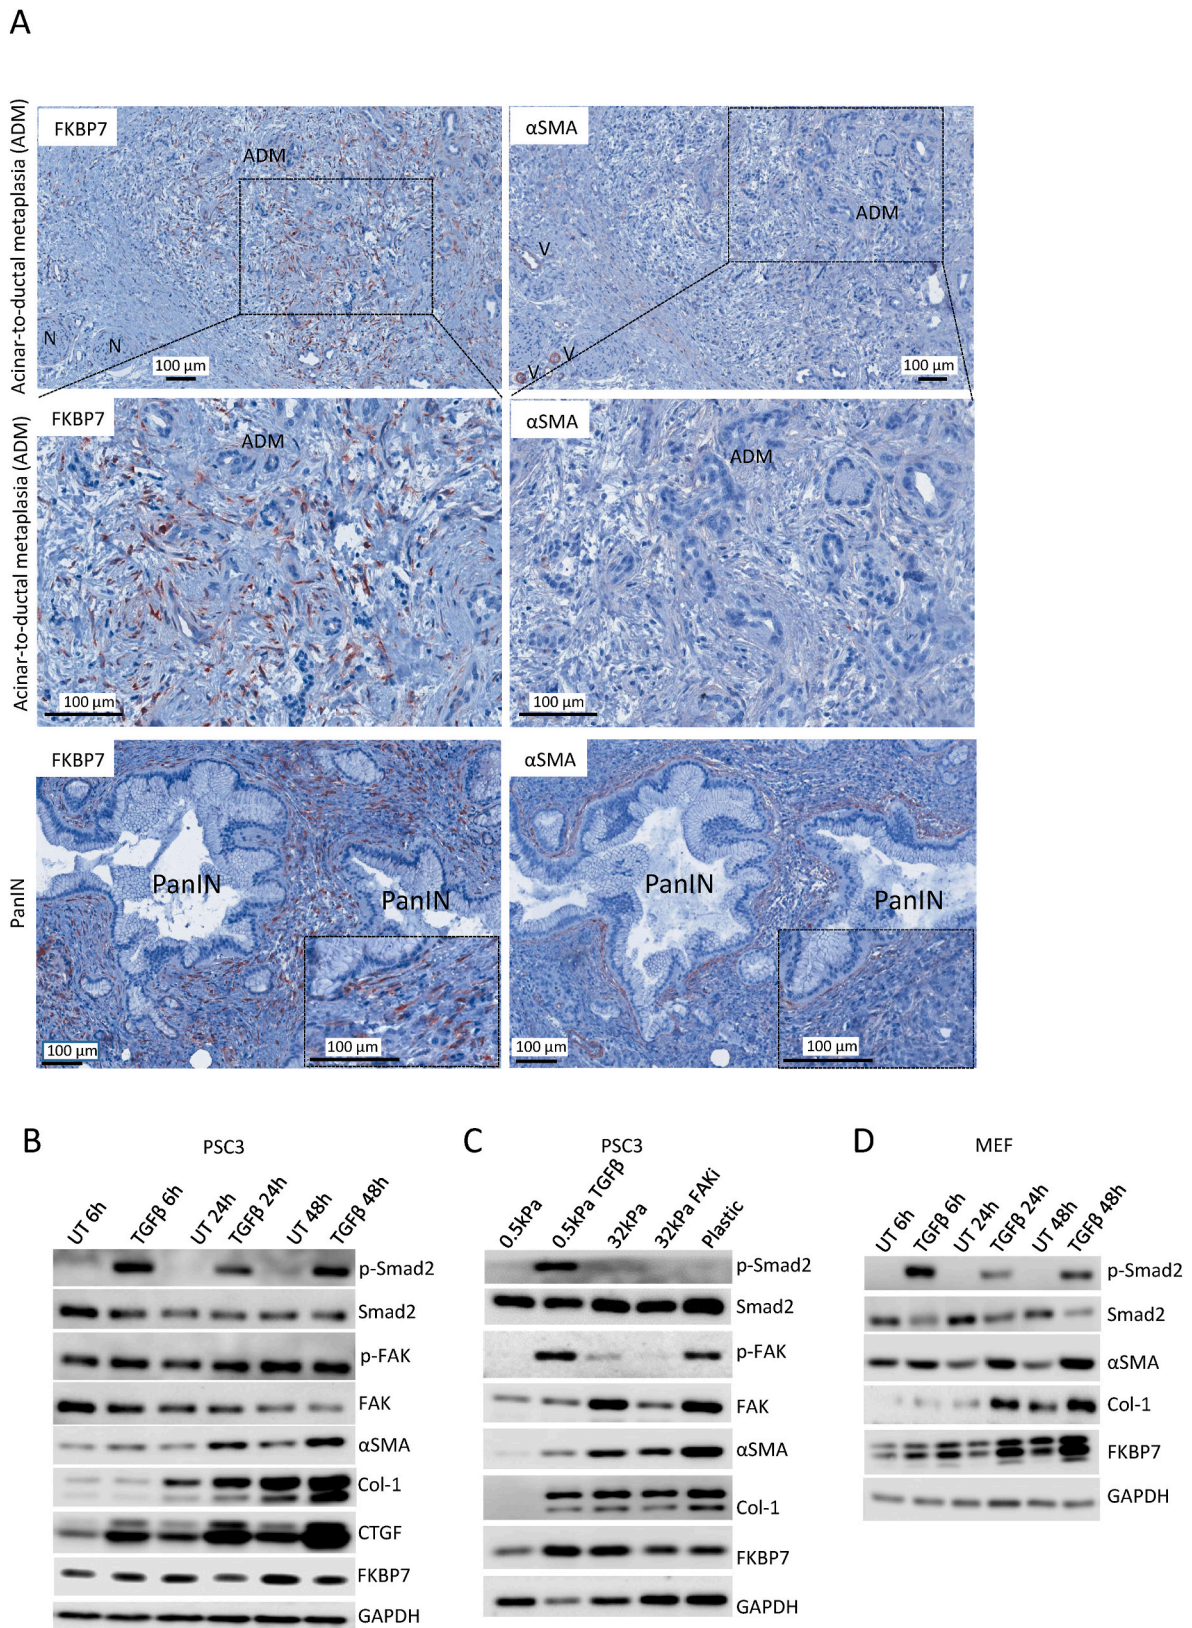 A
Acinar-to-ductal metaplasia (ADM)
FKBP7
ADM
N
N
100 µm
αSMA
ADM
V
V
V
100 µm
Acinar-to-ductal metaplasia (ADM)
FKBP7
ADM
100 µm
αSMA
ADM
100 µm
PanIN
FKBP7
PanIN
PanIN
100 µm
100 µm
αSMA
PanIN
PanIN
100 µm
100 µm
B
PSC3
UT 6h
TGFβ 6h
UT 24h
TGFβ 24h
UT 48h
TGFβ 48h
p-Smad2
Smad2
p-FAK
FAK
αSMA
Col-1
CTGF
FKBP7
GAPDH
C
PSC3
0.5kPa
0.5kPa TGFβ
32kPa
32kPa FAKi
Plastic
p-Smad2
Smad2
p-FAK
FAK
αSMA
Col-1
FKBP7
GAPDH
D
MEF
UT 6h
TGFβ 6h
UT 24h
TGFβ 24h
UT 48h
TGFβ 48h
p-Smad2
Smad2
αSMA
Col-1
FKBP7
GAPDH